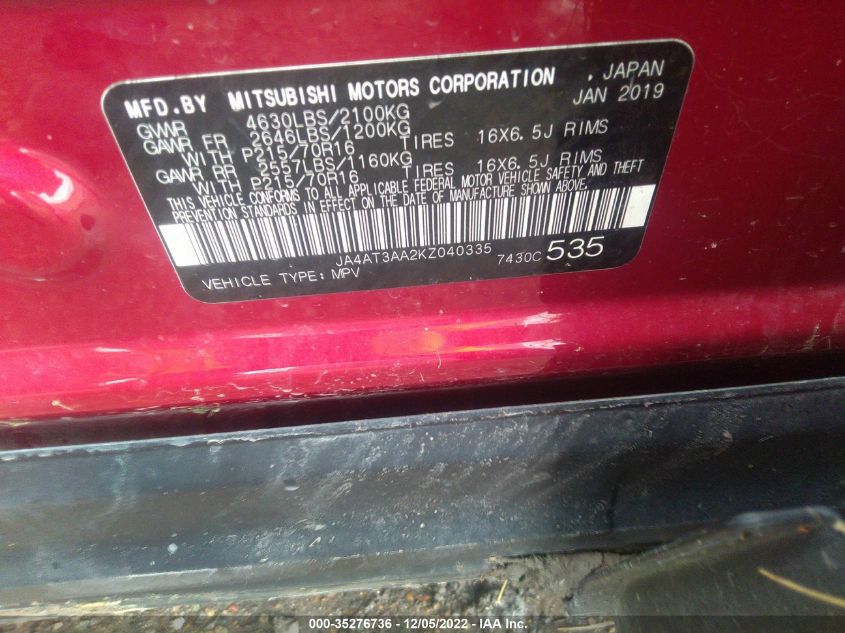 MFD.BY MITSUBISHI MOTORS CORPORATION , JAPAN
JAN 2019
GVWR 4630LBS/2100KG
GAWR FR 2646LBS/1200KG
WITH P215/70R16 TIRES 16X6.5J RIMS
GAWR RR 2557LBS/1160KG
WITH P215/70R16 TIRES 16X6.5J RIMS
THIS VEHICLE CONFORMS TO ALL APPLICABLE FEDERAL MOTOR VEHICLE SAFETY AND THEFT
PREVENTION STANDARDS IN EFFECT ON THE DATE OF MANUFACTURE SHOWN ABOVE.
JA4AT3AA2KZ040335 7430C 535
VEHICLE TYPE: MPV
000-35276736 - 12/05/2022 - IAA Inc.